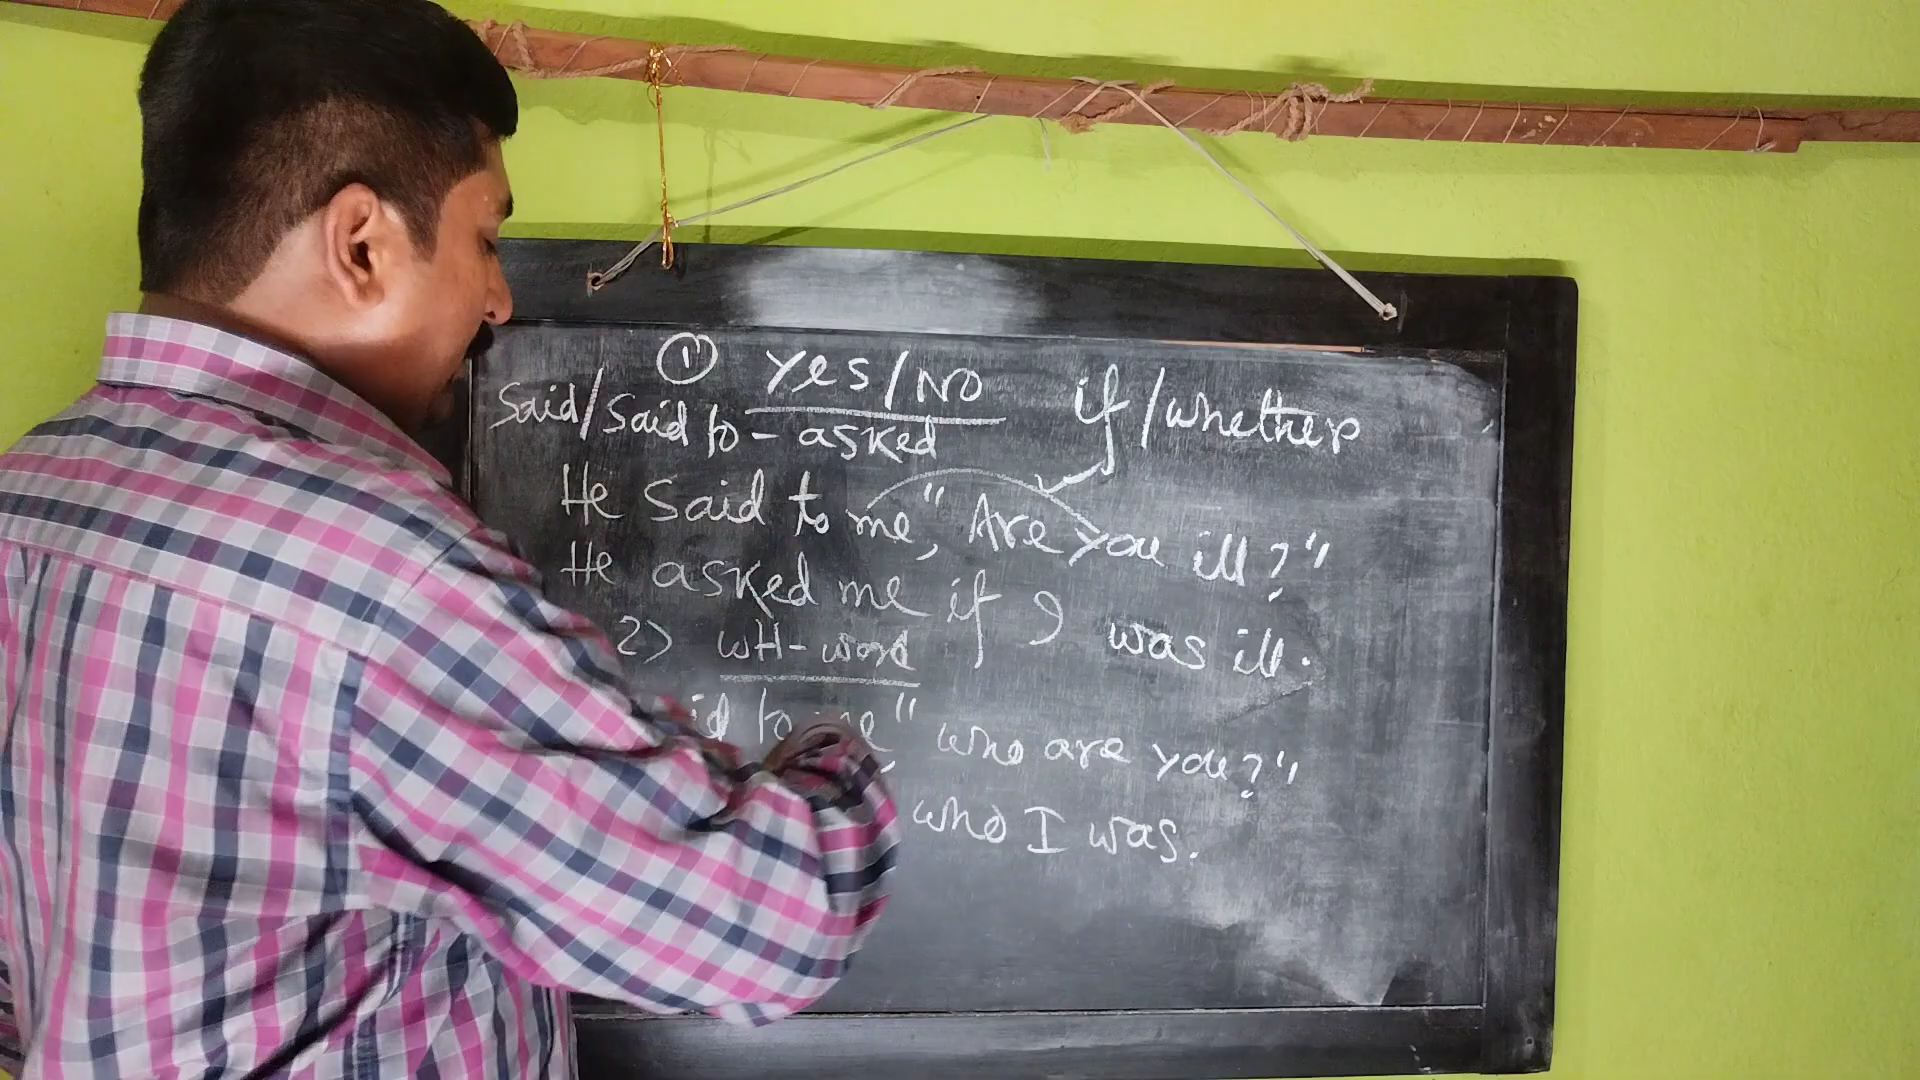 ① Yes/No if/whether
Said/Said to - asked
He Said to me, "Are you ill?"
He asked me if I was ill.
2) WH-word
to me, "who are you?"
who I was.